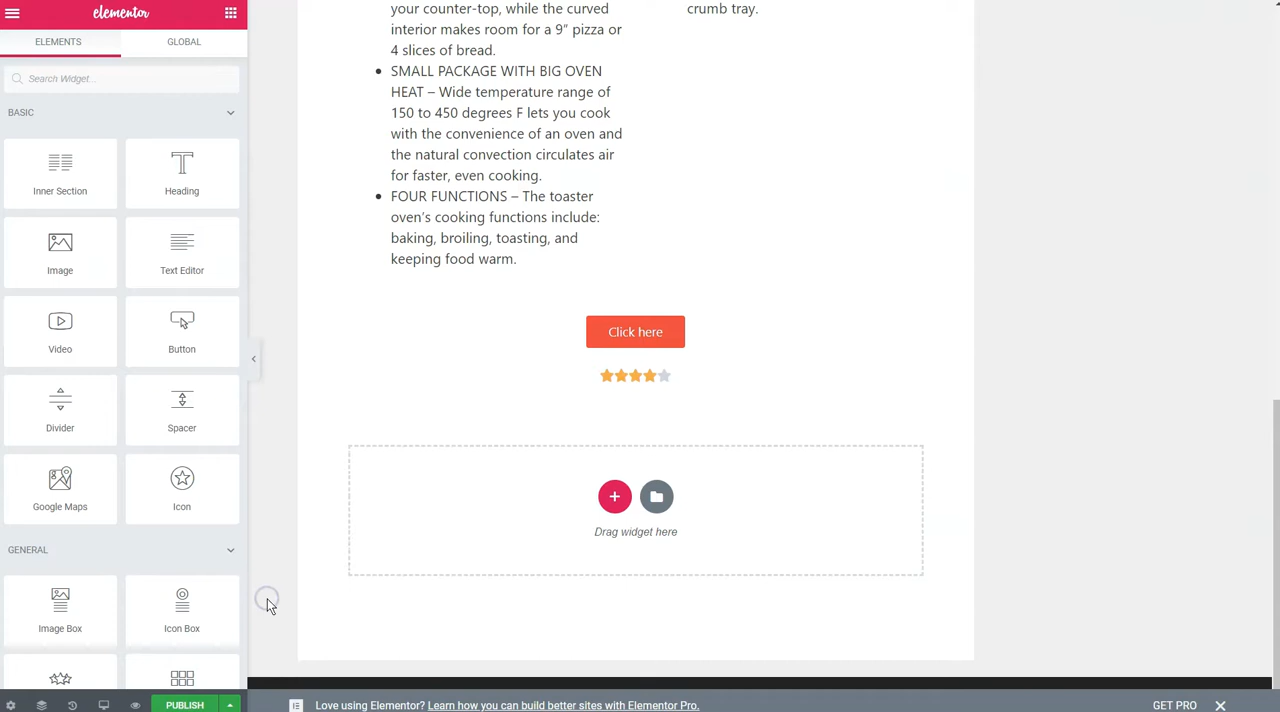 elementor
ELEMENTS
GLOBAL
Search Widget...
BASIC
Inner Section
Heading
Image
Text Editor
Video
Button
Divider
Spacer
Google Maps
Icon
GENERAL
Image Box
Icon Box
PUBLISH
your counter-top, while the curved
interior makes room for a 9” pizza or
4 slices of bread.
SMALL PACKAGE WITH BIG OVEN
HEAT – Wide temperature range of
150 to 450 degrees F lets you cook
with the convenience of an oven and
the natural convection circulates air
for faster, even cooking.
FOUR FUNCTIONS – The toaster
oven’s cooking functions include:
baking, broiling, toasting, and
keeping food warm.
crumb tray.
Click here
Drag widget here
Love using Elementor? Learn how you can build better sites with Elementor Pro.
GET PRO